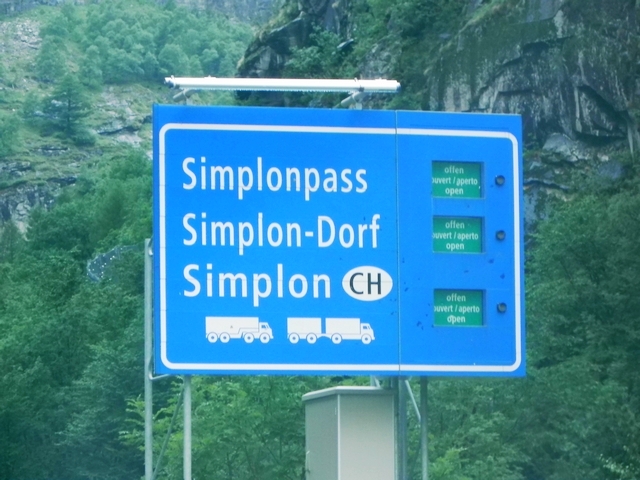 Simplonpass
offen
ouvert / aperto
open
Simplon-Dorf
offen
ouvert / aperto
open
Simplon CH
offen
ouvert / aperto
open